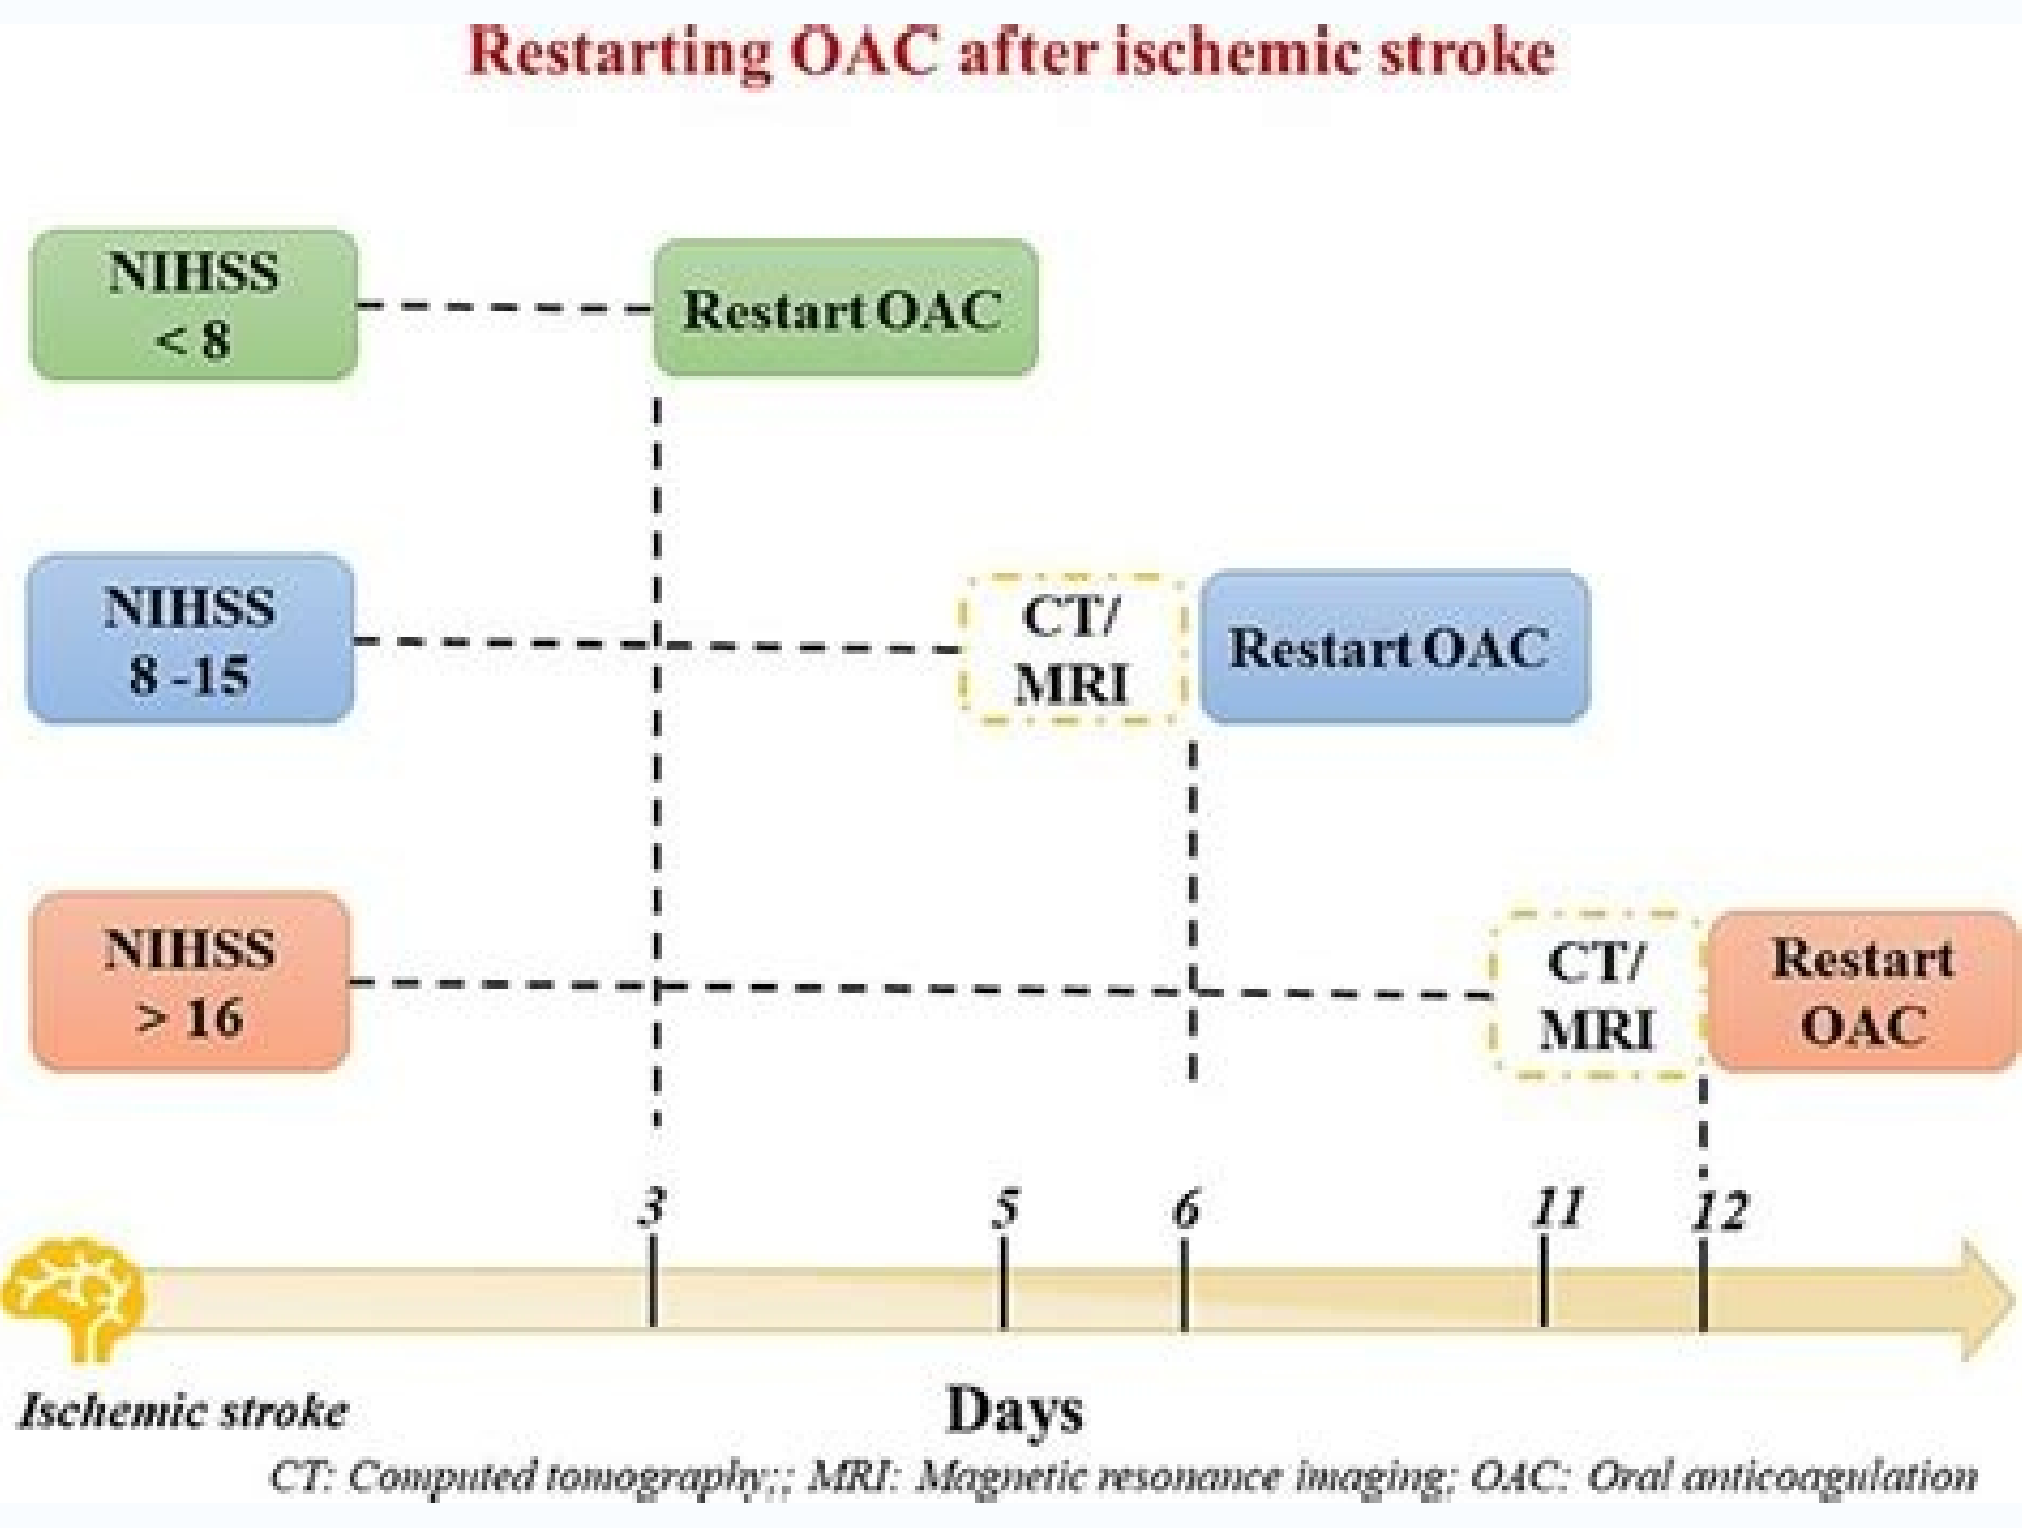 Restarting OAC after ischemic stroke
NIHSS
< 8
Restart OAC
NIHSS
8 -15
CT/
MRI
Restart OAC
NIHSS
> 16
CT/
MRI
Restart
OAC
3
5
6
11
12
Ischemic stroke
Days
CT: Computed tomography;; MRI: Magnetic resonance imaging; OAC: Oral anticoagulation